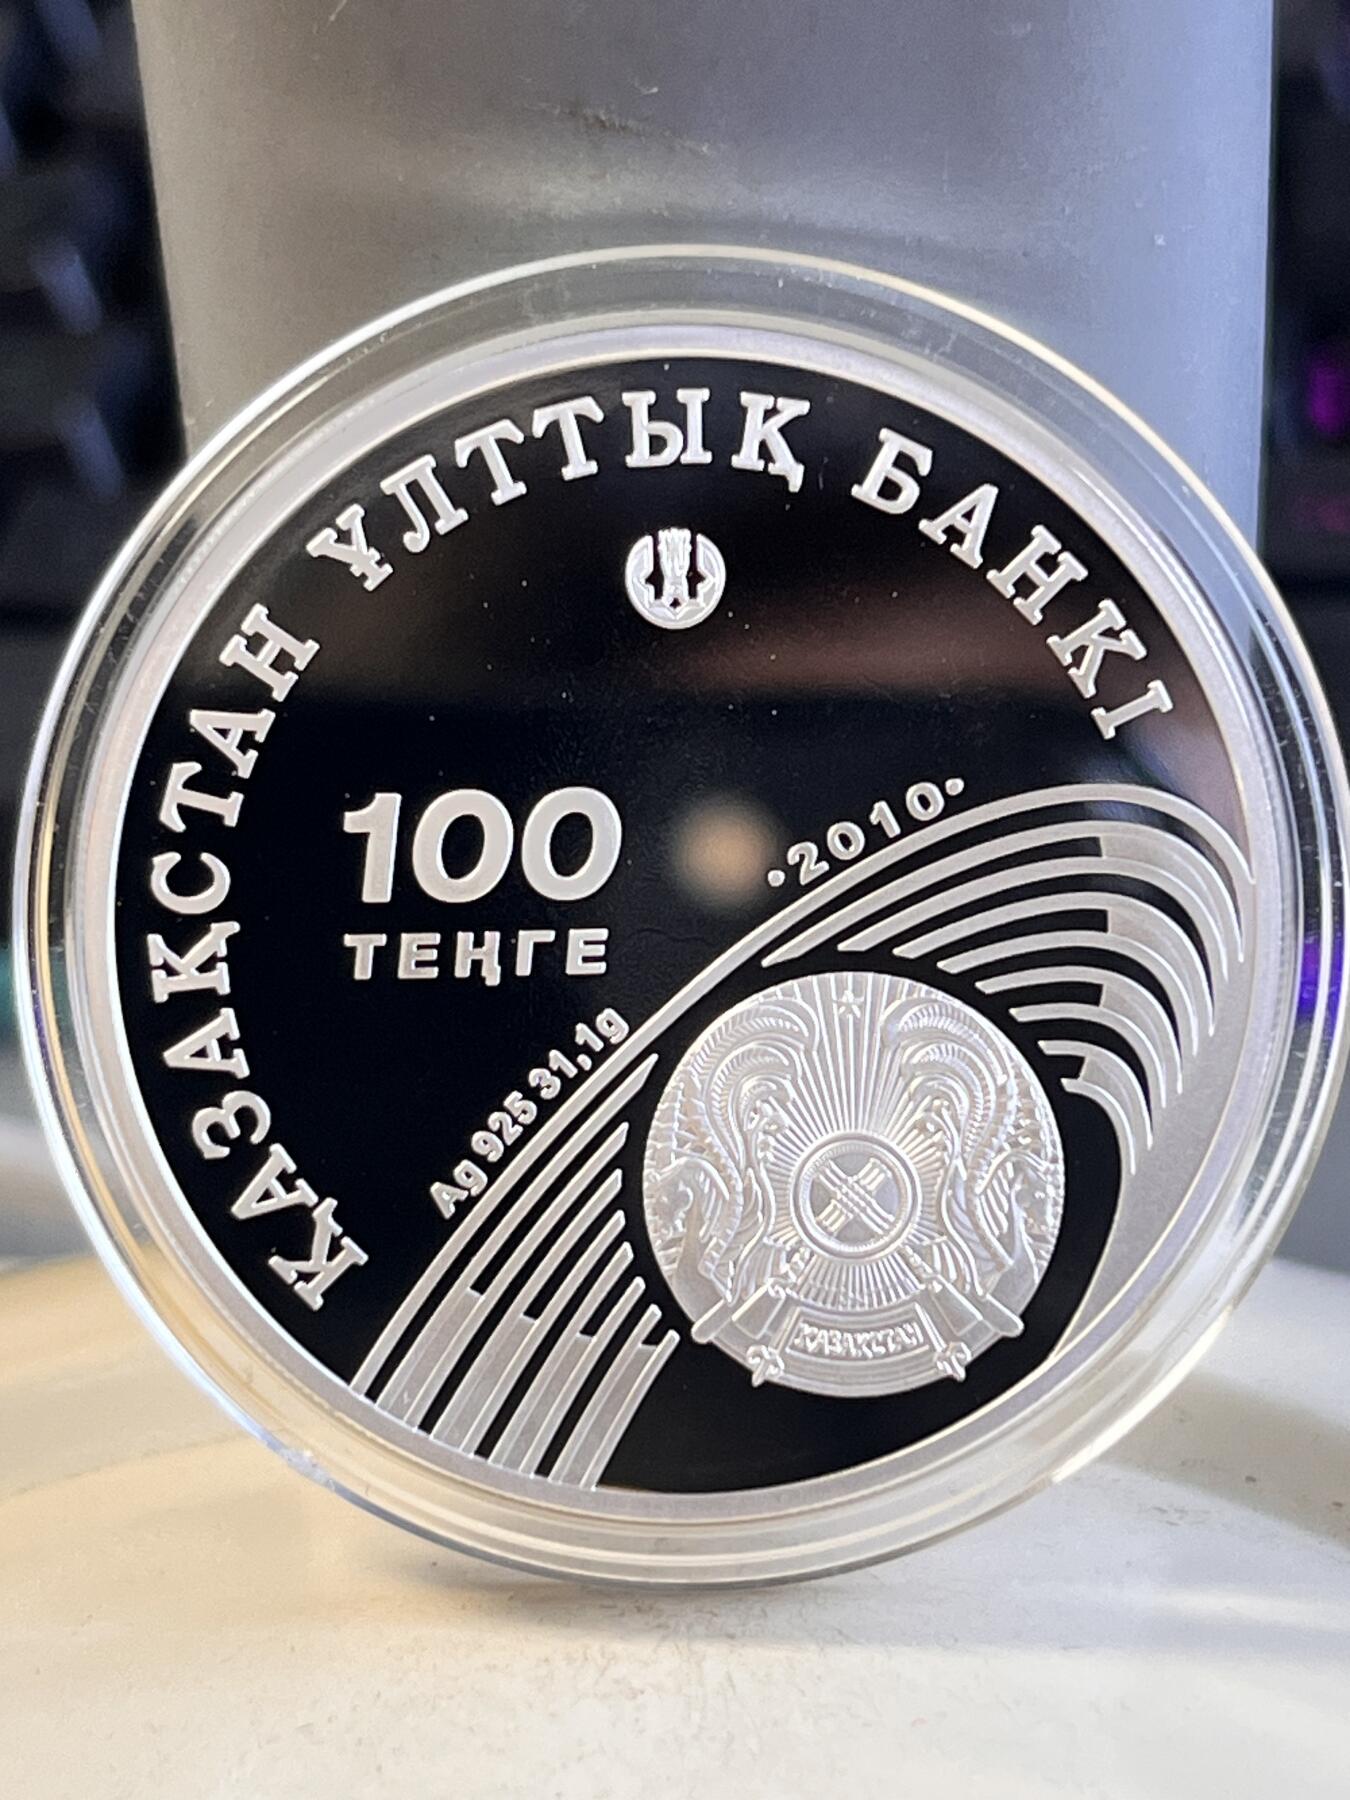 ҚАЗАҚСТАН ҰЛТТЫҚ БАНКІ
100
ТЕҢГЕ
•2010•
Ag 925 31,1g
ҚАЗАҚСТАН